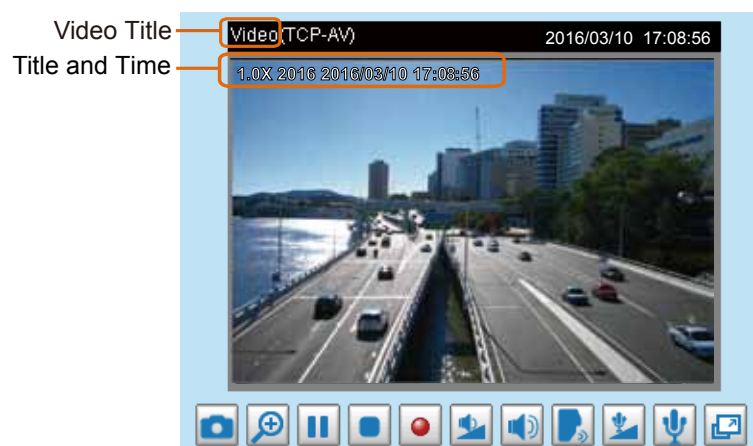 Video Title
Video(TCP-AV) 2016/03/10 17:08:56
Title and Time
1.0X 2016 2016/03/10 17:08:56